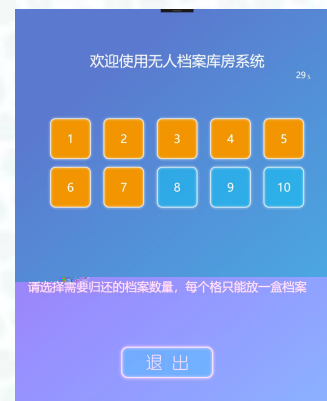 欢迎使用无人档案库房系统
29 s
1 2 3 4 5
6 7 8 9 10
请选择需要归还的档案数量，每个格只能放一盒档案
退 出